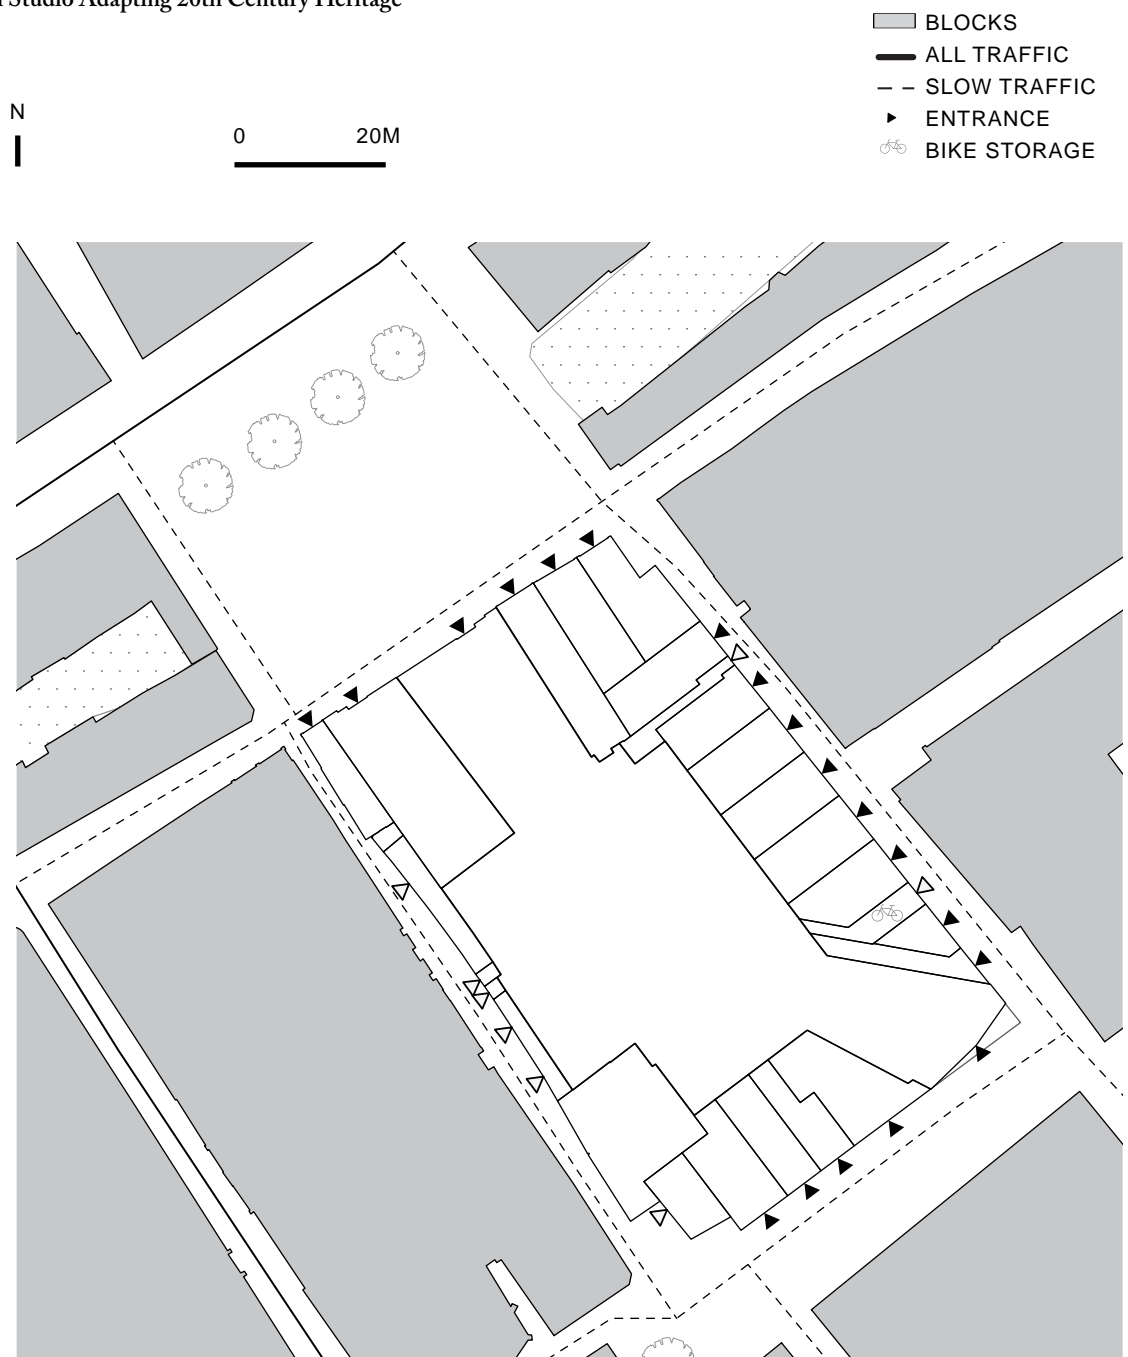 Studio Adapting 20th Century Heritage
BLOCKS
ALL TRAFFIC
SLOW TRAFFIC
ENTRANCE
BIKE STORAGE
N
0 20M